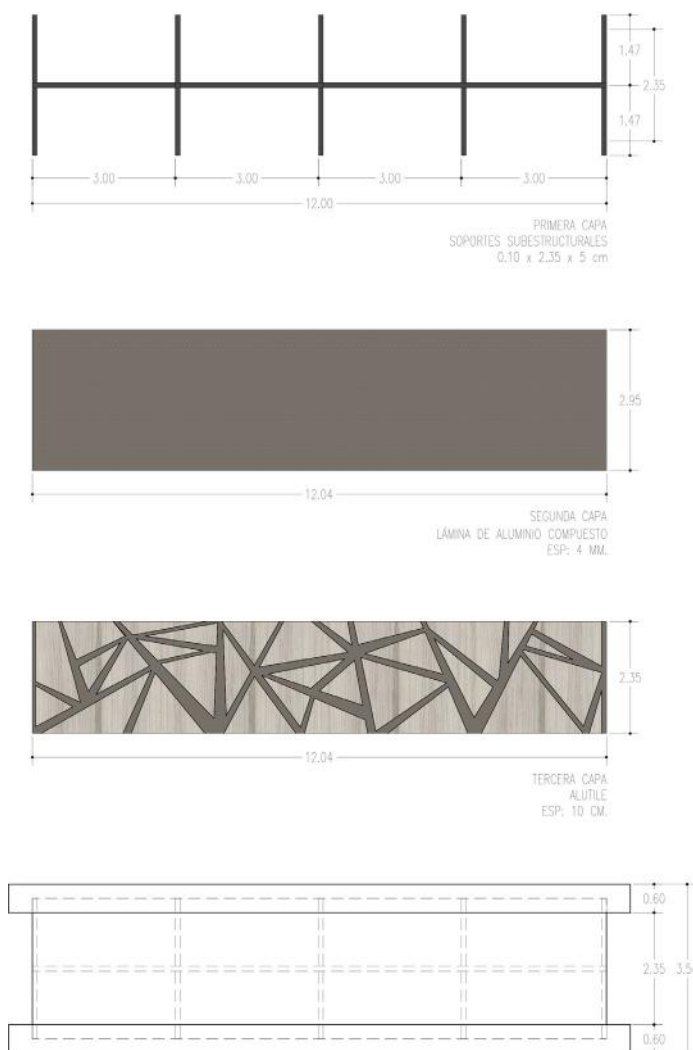 1.47
2.35
1.47
3.00 3.00 3.00 3.00
12.00
PRIMERA CAPA
SOPORTES SUBESTRUCTURALES
0.10 x 2.35 x 5 cm
2.95
12.04
SEGUNDA CAPA
LÁMINA DE ALUMINIO COMPUESTO
ESP: 4 MM.
2.35
12.04
TERCERA CAPA
ALUTILE
ESP: 10 CM.
0.60
2.35
0.60